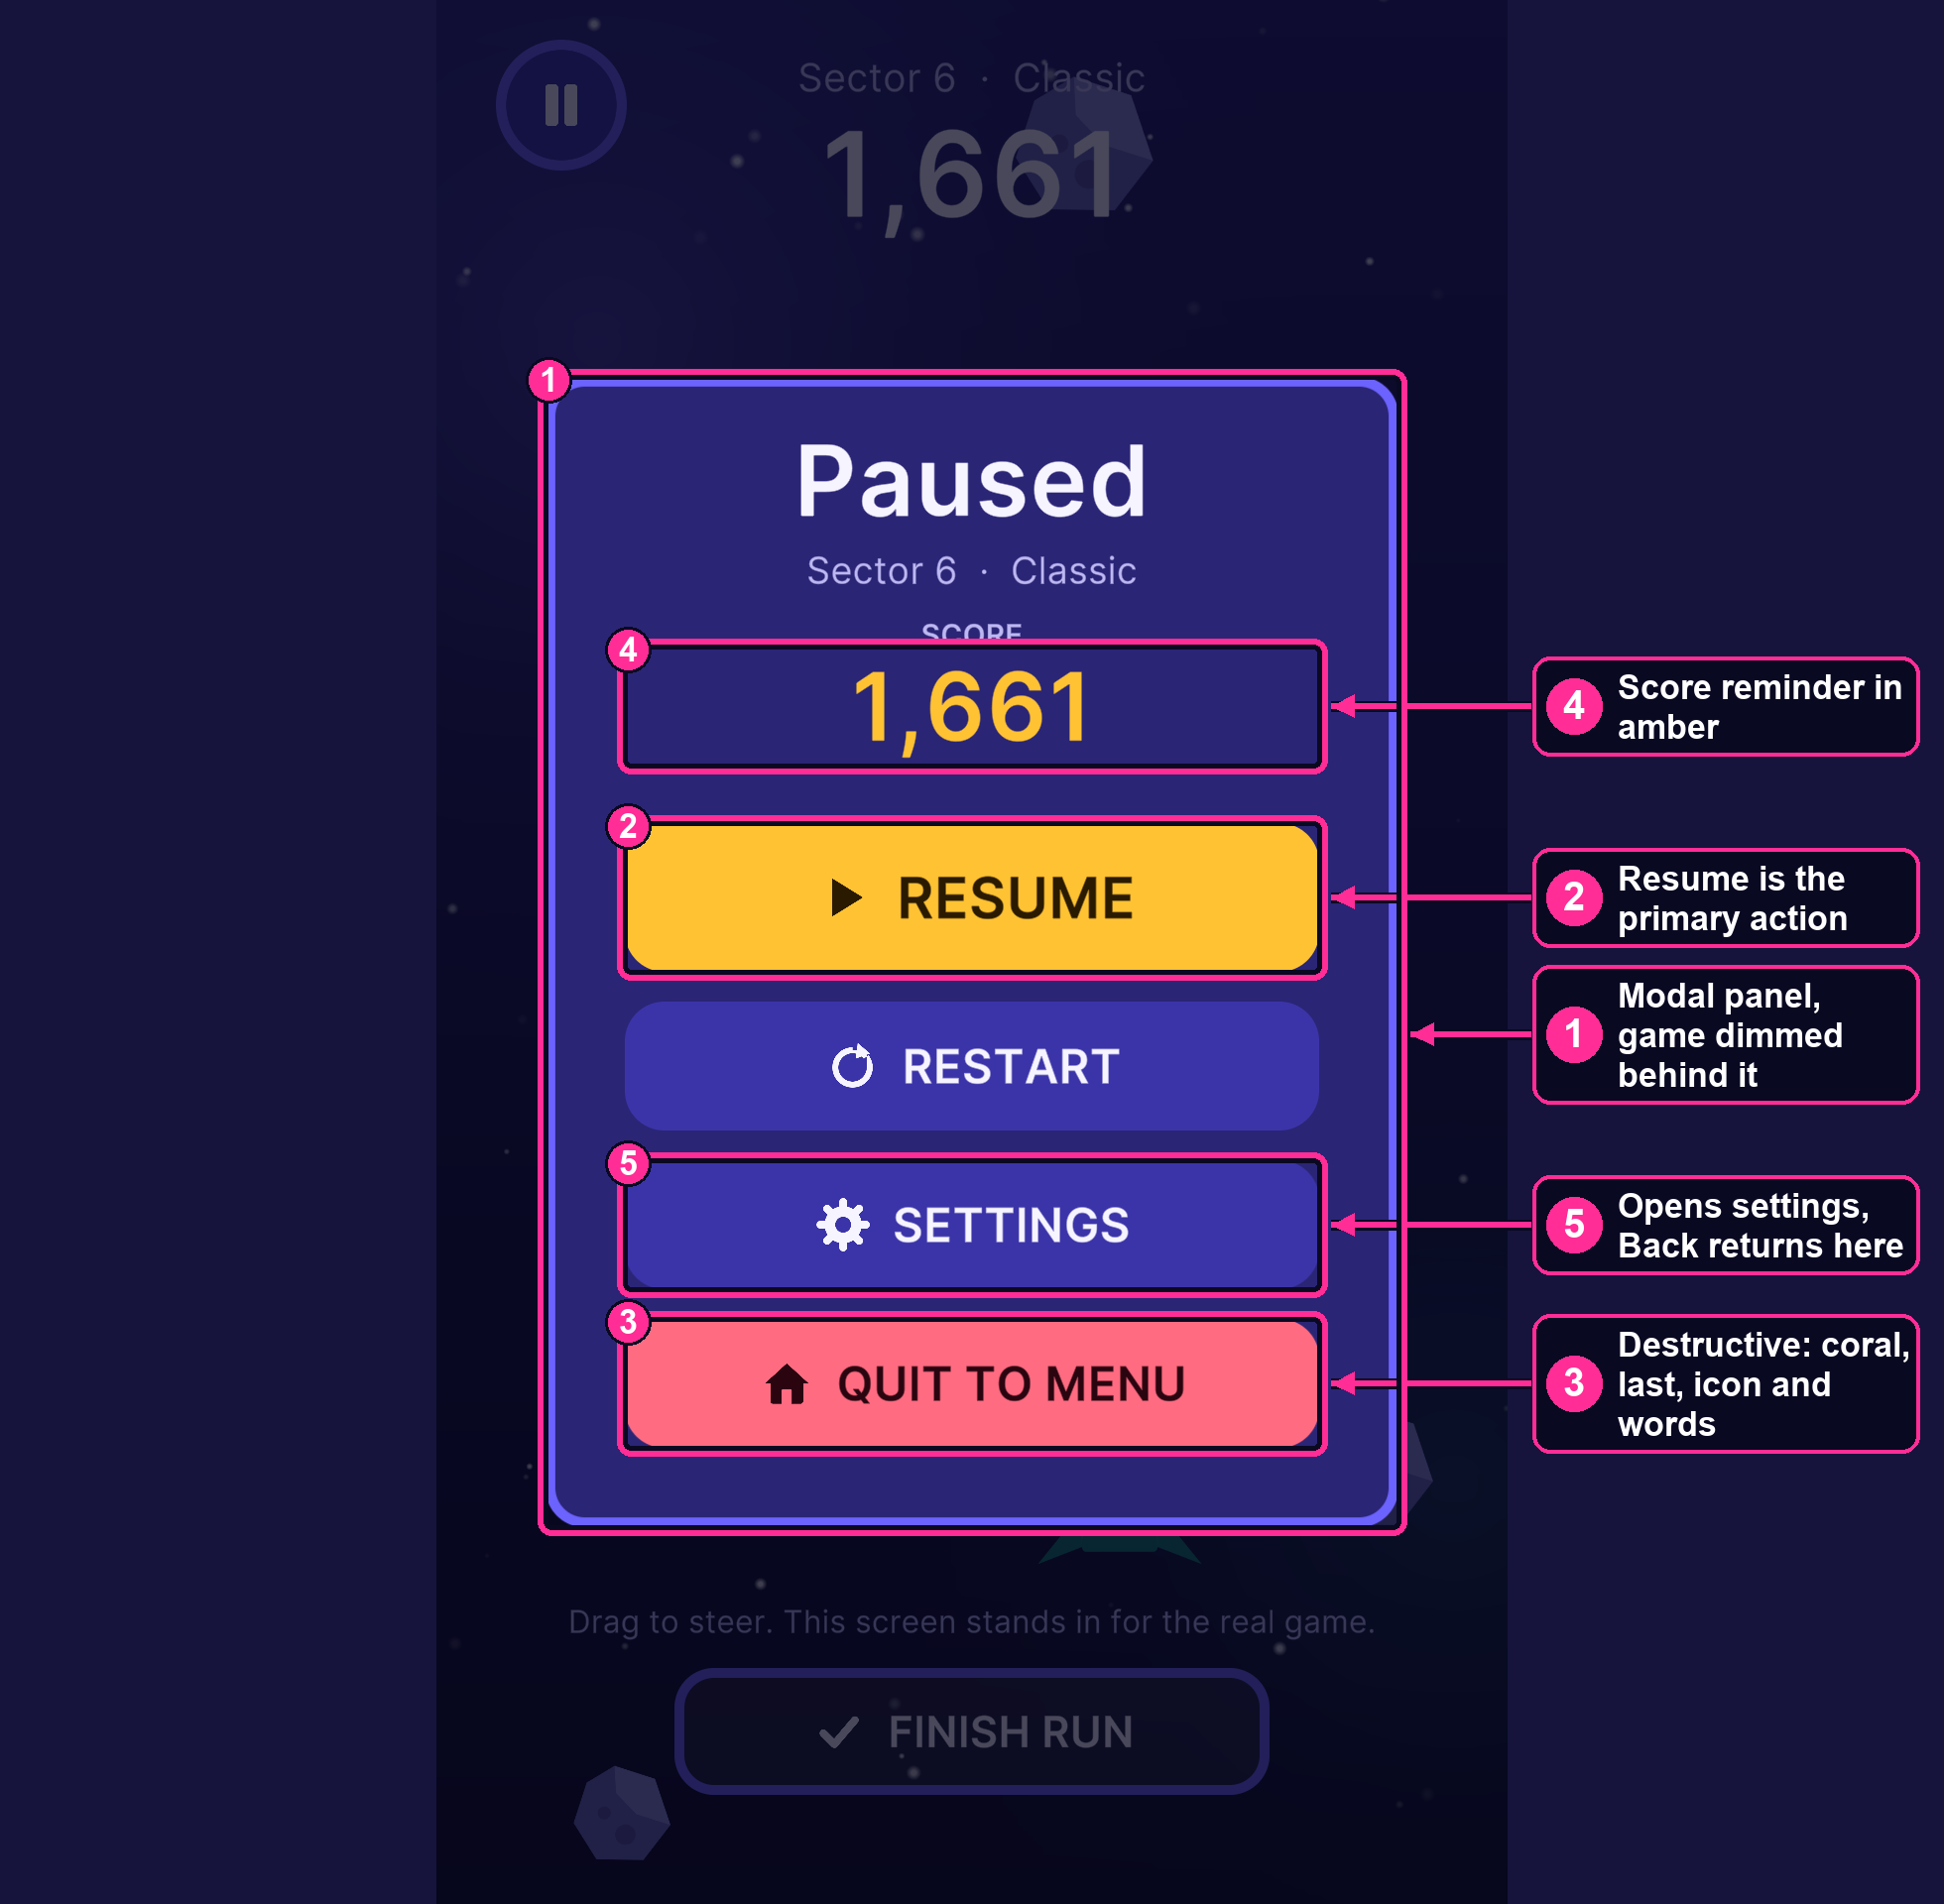 Sector 6 · Classic
1,661
1
Paused
Sector 6 · Classic
SCORE
4
1,661
4
Score reminder in
amber
2
RESUME
2
Resume is the
primary action
1
Modal panel,
game dimmed
behind it
RESTART
5
SETTINGS
5
Opens settings,
Back returns here
3
QUIT TO MENU
3
Destructive: coral,
last, icon and
words
Drag to steer. This screen stands in for the real game.
FINISH RUN